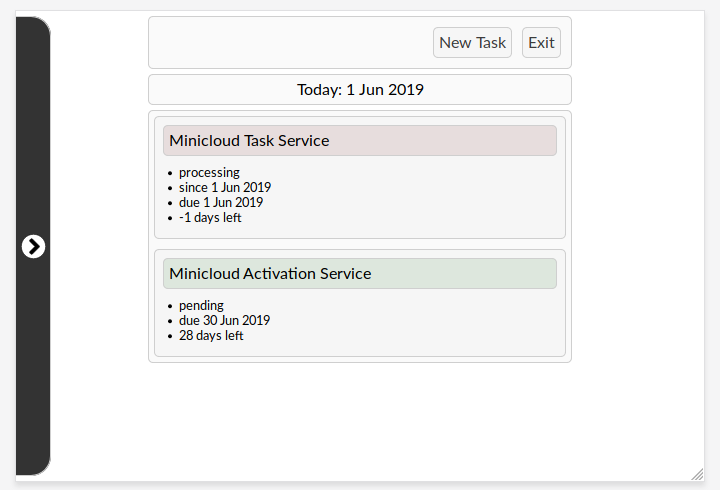 New Task Exit
Today: 1 Jun 2019
Minicloud Task Service
processing
since 1 Jun 2019
due 1 Jun 2019
-1 days left
Minicloud Activation Service
pending
due 30 Jun 2019
28 days left